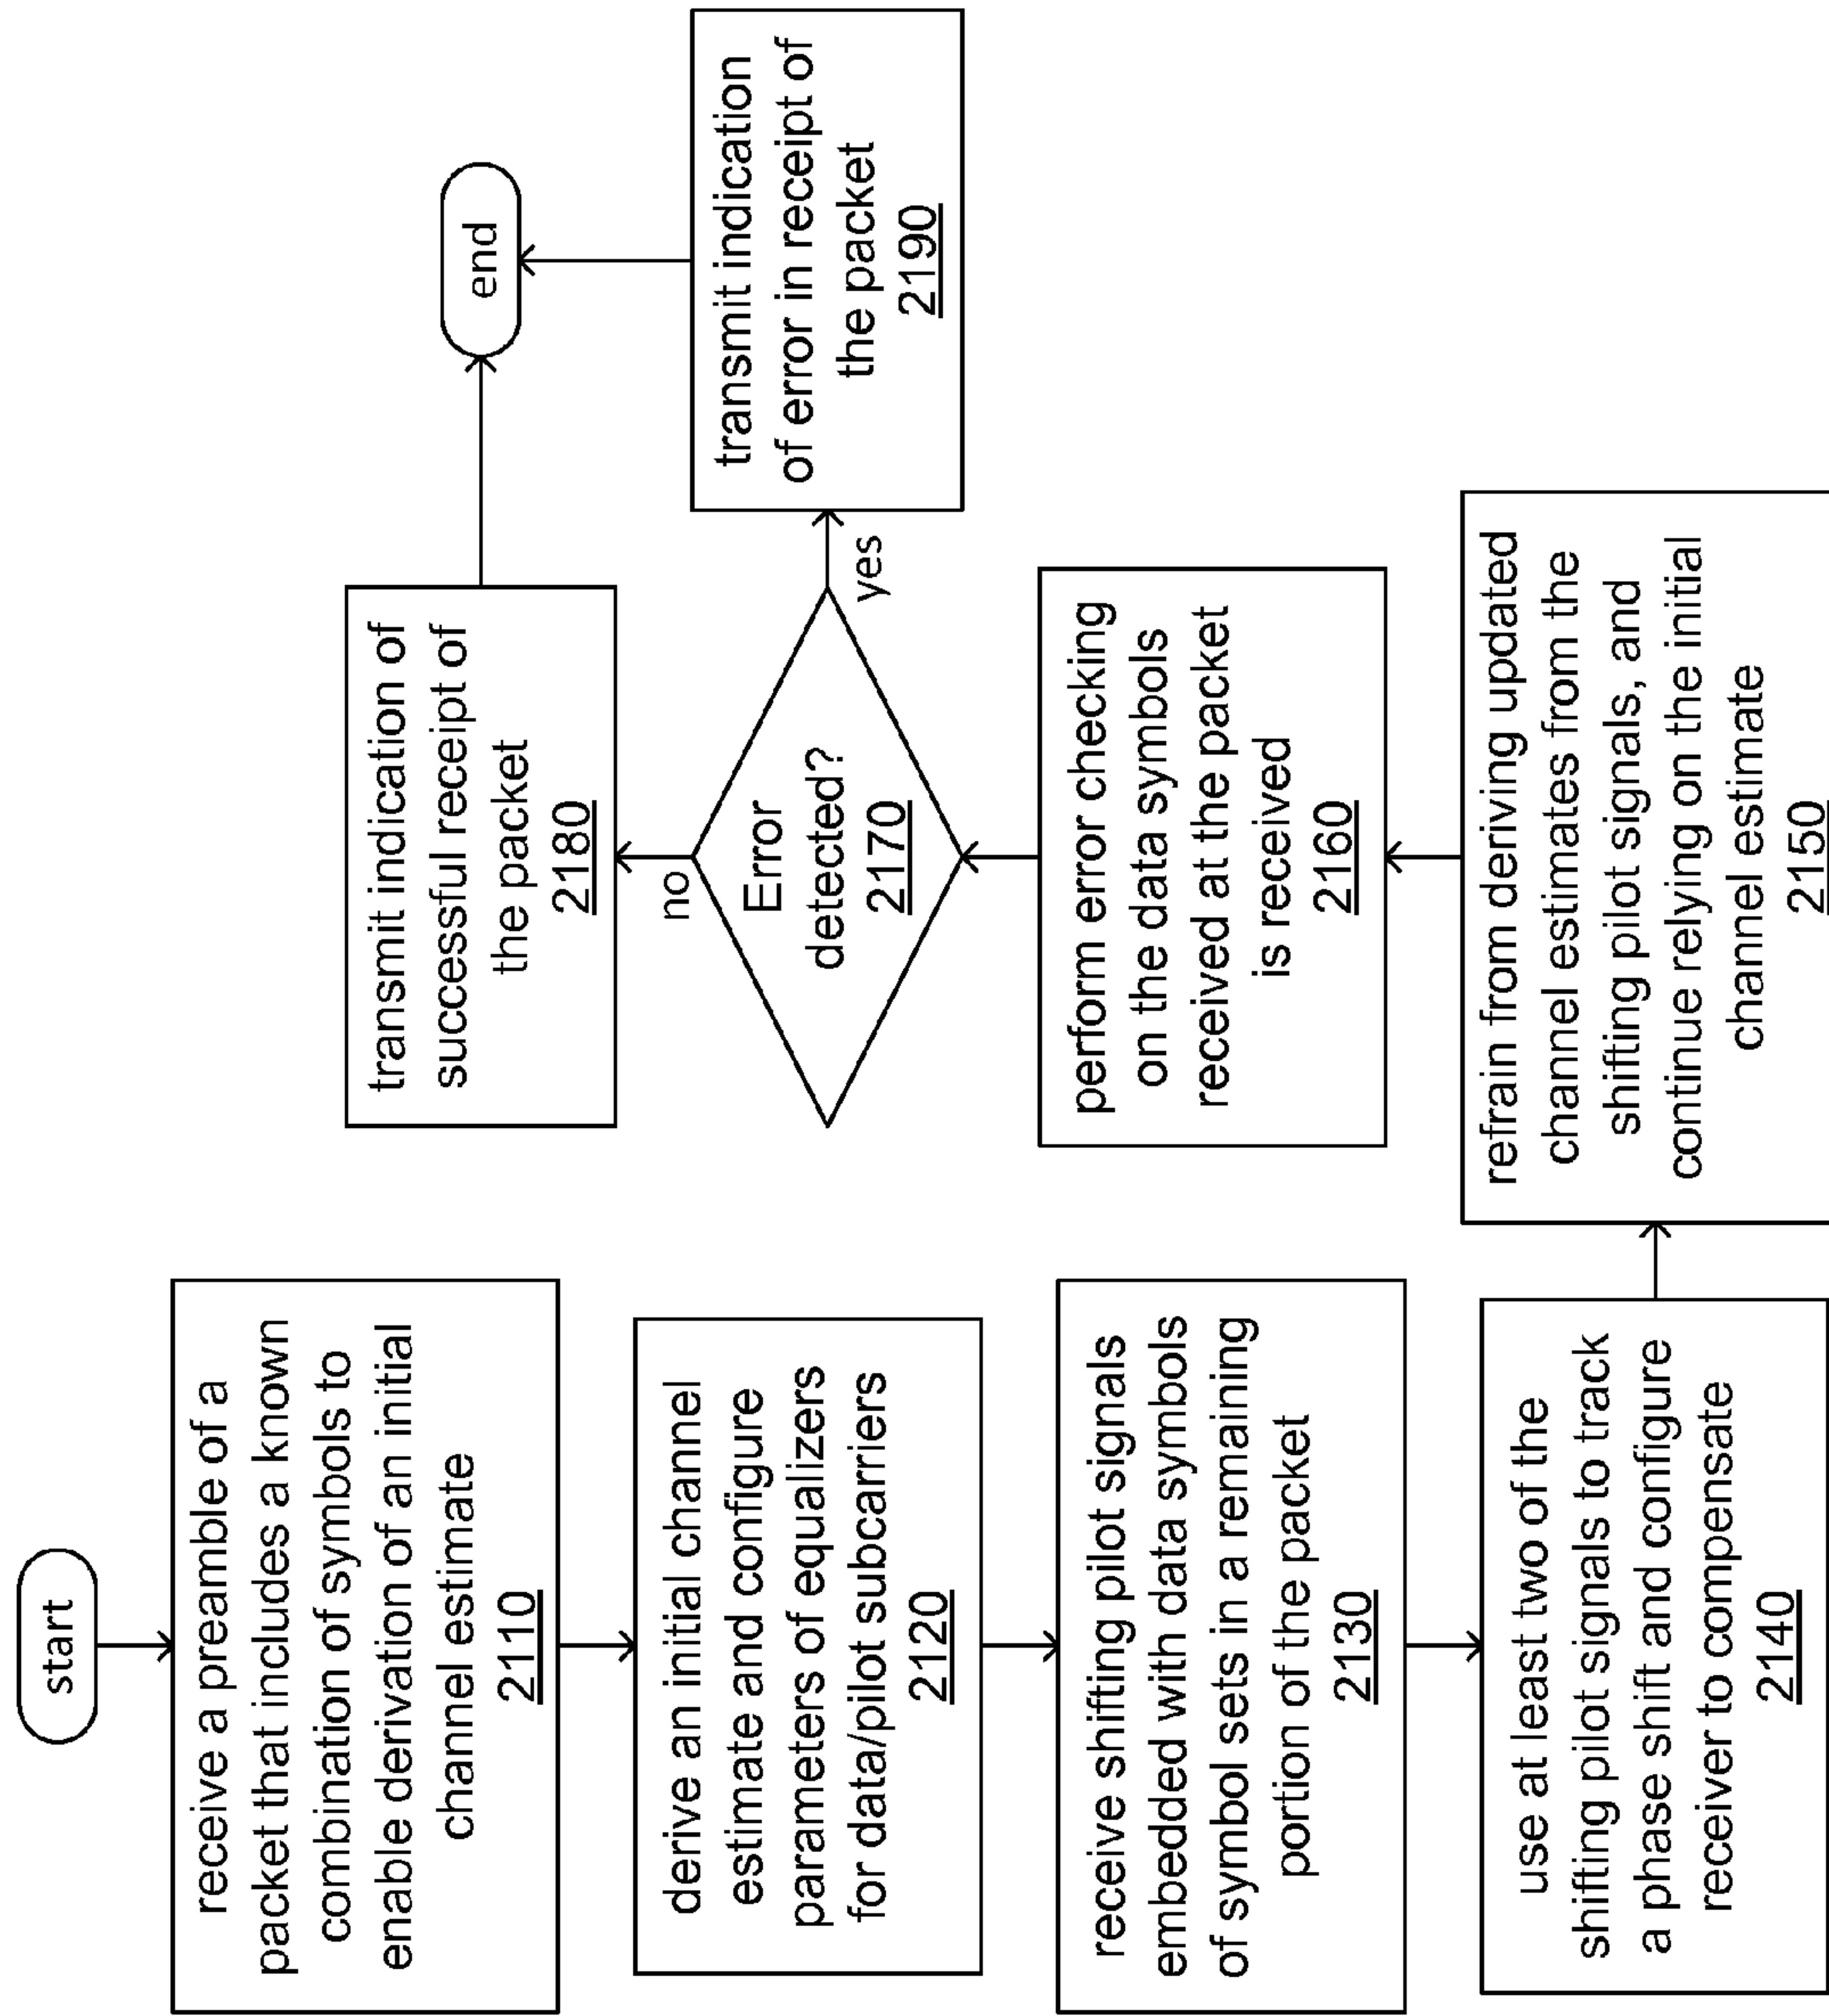 start
receive a preamble of a
packet that includes a known
combination of symbols to
enable derivation of an initial
channel estimate
2110
derive an initial channel
estimate and configure
parameters of equalizers
for data/pilot subcarriers
2120
receive shifting pilot signals
embedded with data symbols
of symbol sets in a remaining
portion of the packet
2130
use at least two of the
shifting pilot signals to track
a phase shift and configure
receiver to compensate
2140
refrain from deriving updated
channel estimates from the
shifting pilot signals, and
continue relying on the initial
channel estimate
2150
perform error checking
on the data symbols
received at the packet
is received
2160
Error
detected?
2170
no
yes
transmit indication of
successful receipt of
the packet
2180
transmit indication
of error in receipt of
the packet
2190
end